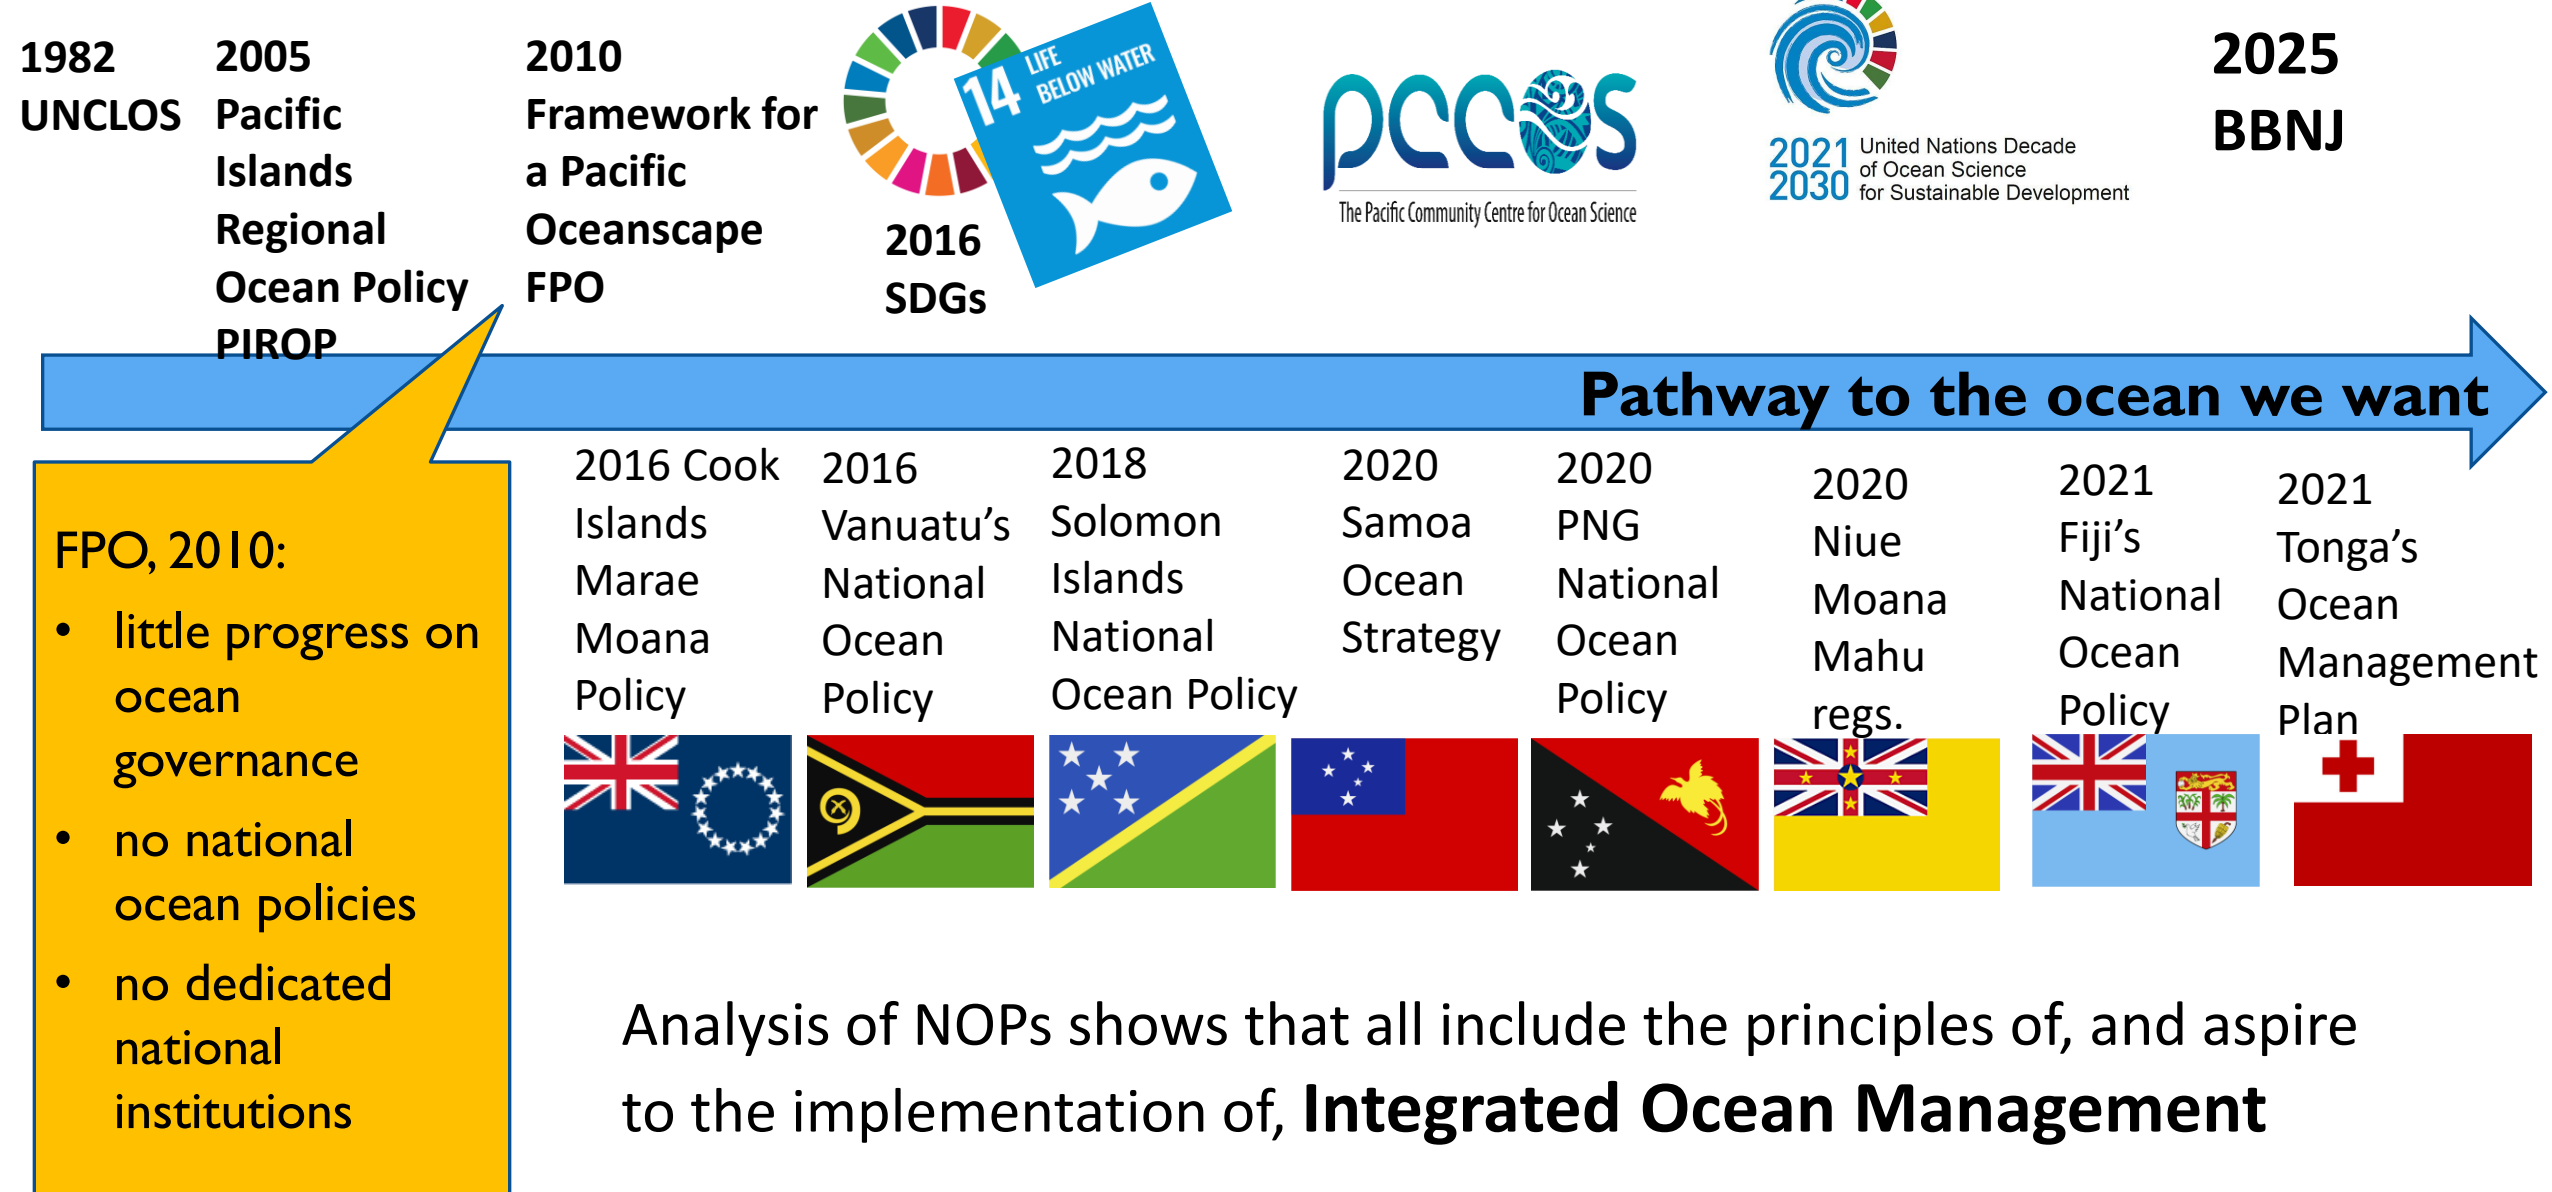 1982
UNCLOS
2005
Pacific
Islands
Regional
Ocean Policy
PIROP
2010
Framework for
a Pacific
Oceanscape
FPO
14 LIFE
BELOW WATER
2016
SDGs
PCCOS
The Pacific Community Centre for Ocean Science
2021
2030
United Nations Decade
of Ocean Science
for Sustainable Development
2025
BBNJ
Pathway to the ocean we want
FPO, 2010:
• little progress on
ocean
governance
• no national
ocean policies
• no dedicated
national
institutions
2016 Cook
Islands
Marae
Moana
Policy
2016
Vanuatu’s
National
Ocean
Policy
2018
Solomon
Islands
National
Ocean Policy
2020
Samoa
Ocean
Strategy
2020
PNG
National
Ocean
Policy
2020
Niue
Moana
Mahu
regs.
2021
Fiji’s
National
Ocean
Policy
2021
Tonga’s
Ocean
Management
Plan
Analysis of NOPs shows that all include the principles of, and aspire
to the implementation of, Integrated Ocean Management